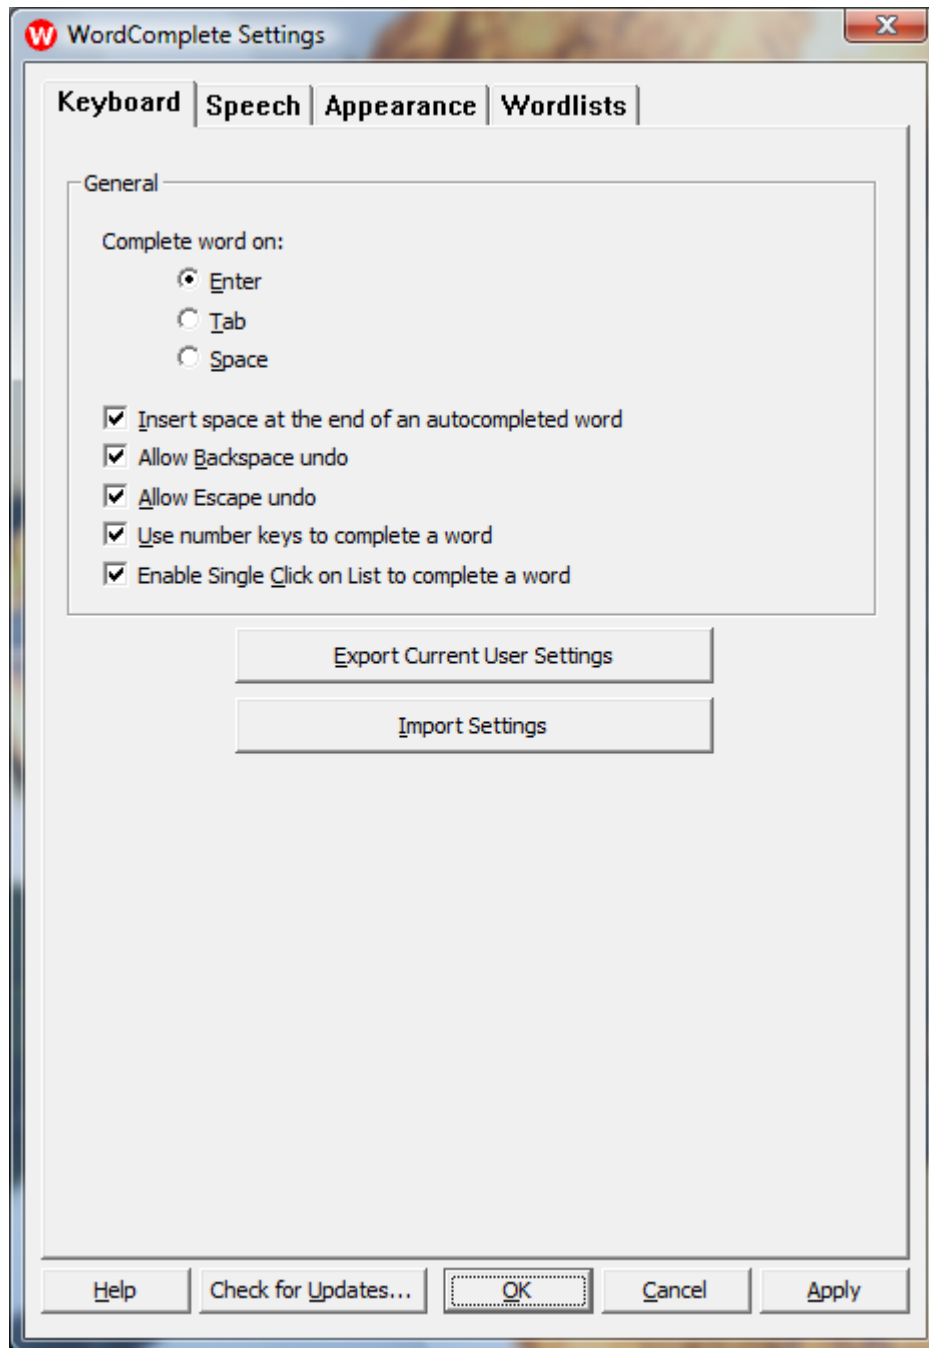 W WordComplete Settings
Keyboard Speech Appearance Wordlists
General
Complete word on:
Enter
Tab
Space
Insert space at the end of an autocompleted word
Allow Backspace undo
Allow Escape undo
Use number keys to complete a word
Enable Single Click on List to complete a word
Export Current User Settings
Import Settings
Help Check for Updates... OK Cancel Apply